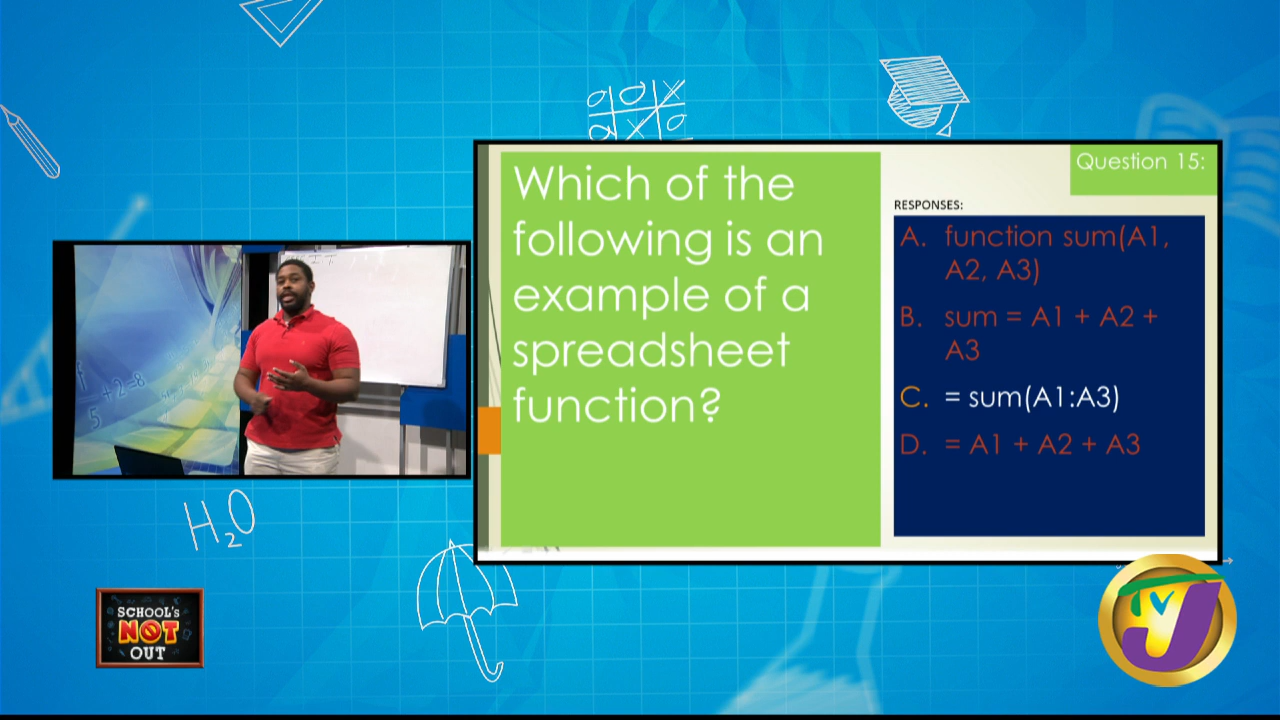 Which of the
following is an
example of a
spreadsheet
function?
Question 15:
RESPONSES:
A. function sum(A1,
A2, A3)
B. sum = A1 + A2 +
A3
C. = sum(A1:A3)
D. = A1 + A2 + A3
H₂O
SCHOOL's
NOT
OUT
TVJ